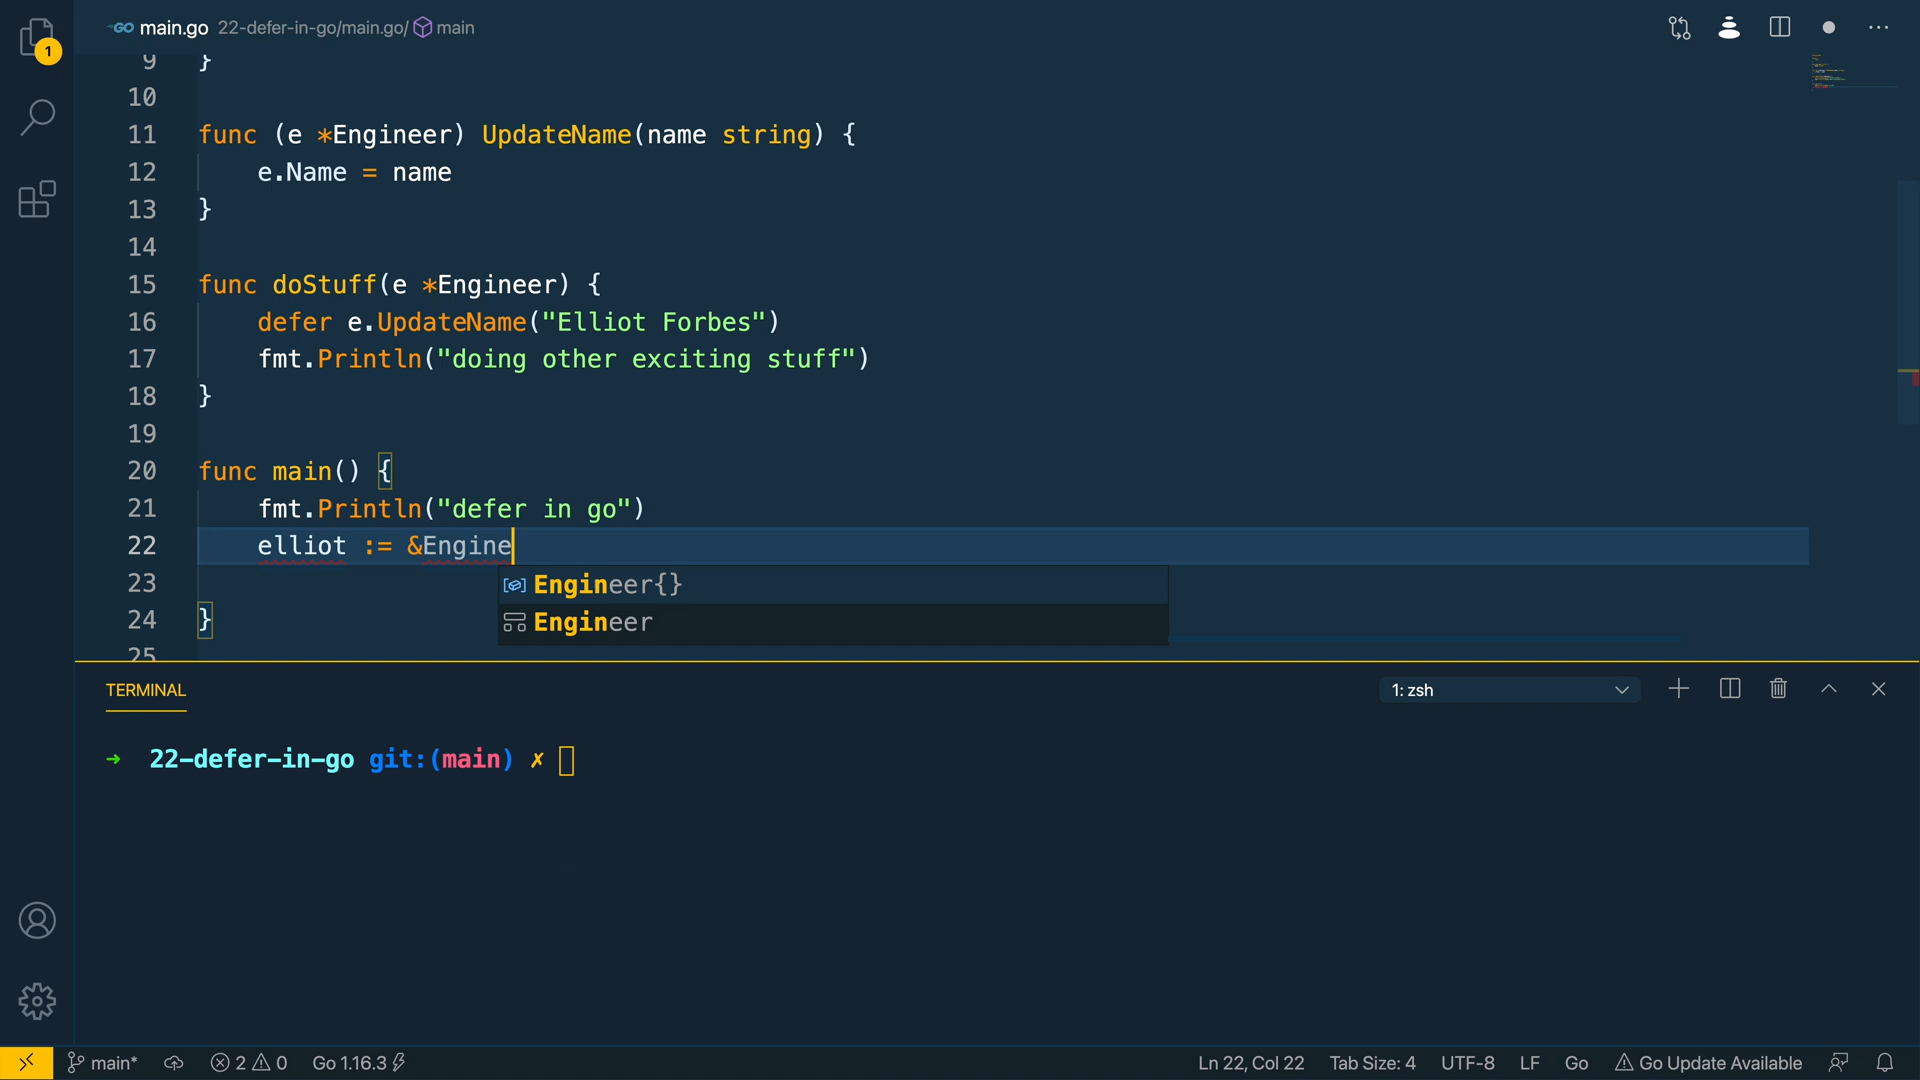 GO main.go 22-defer-in-go/main.go/ main
1
9 }
10
11 func (e *Engineer) UpdateName(name string) {
12 e.Name = name
13 }
14
15 func doStuff(e *Engineer) {
16 defer e.UpdateName("Elliot Forbes")
17 fmt.Println("doing other exciting stuff")
18 }
19
20 func main() {
21 fmt.Println("defer in go")
22 elliot := &Engine
23
Engineer{}
24 }
Engineer
25
TERMINAL 1: zsh
➜ 22-defer-in-go git:(main) ✗
main* 2 0 Go 1.16.3 Ln 22, Col 22 Tab Size: 4 UTF-8 LF Go Go Update Available